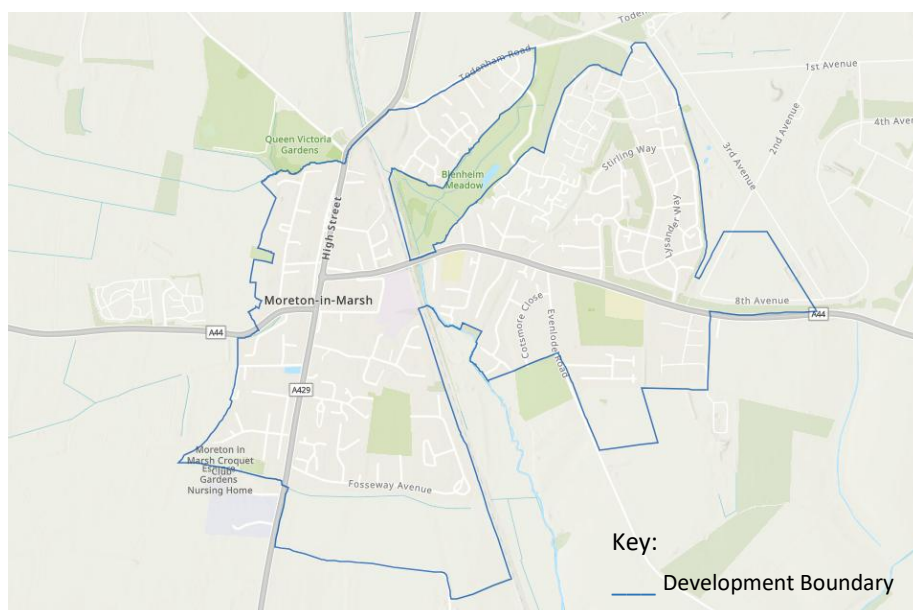 Toden
Todenham Road
1st Avenue
2nd Avenue
4th Aven
3rd Avenue
Queen Victoria
Gardens
Blenheim
Meadow
Stirling Way
High Street
Lysander Way
Moreton-in-Marsh
8th Avenue
A44
A44
Cotsmore Close
Evenlode Road
A429
Moreton In
Marsh Croquet
Club
Gardens
Nursing Home
Fosseway Avenue
Key:
Development Boundary